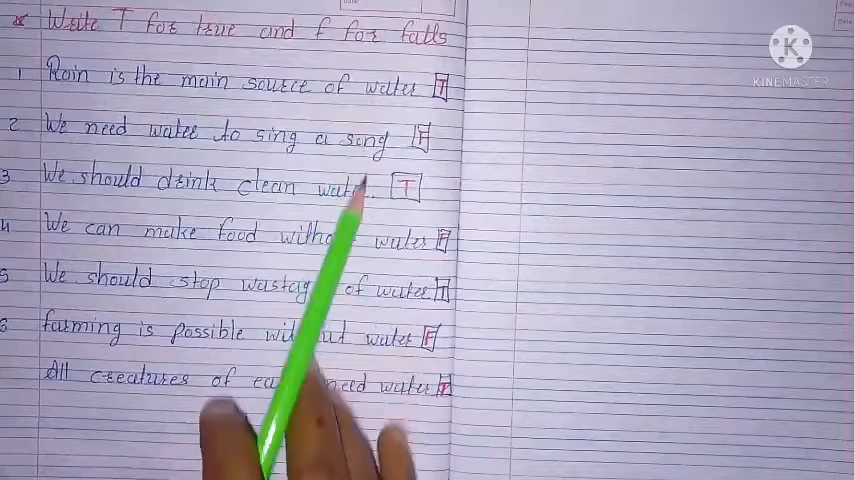 * Write T for true and f for falls
1 Rain is the main source of water T
2 We need water to sing a song F
3 We should drink clean water. T
4 We can make food without water F
5 We should stop wastag of water T
6 farming is possible without water F
All creatures of need water T
K
KINEMASTER